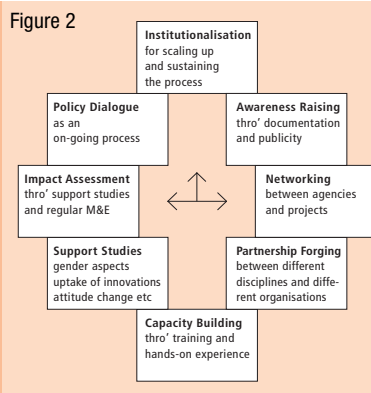 Figure 2
Institutionalisation
for scaling up
and sustaining
the process
Policy Dialogue
as an
on-going process
Awareness Raising
thro' documentation
and publicity
Impact Assessment
thro' support studies
and regular M&E
Networking
between agencies
and projects
Support Studies
gender aspects
uptake of innovations
attitude change etc
Partnership Forging
between different
disciplines and diffe-
rent organisations
Capacity Building
thro' training and
hands-on experience